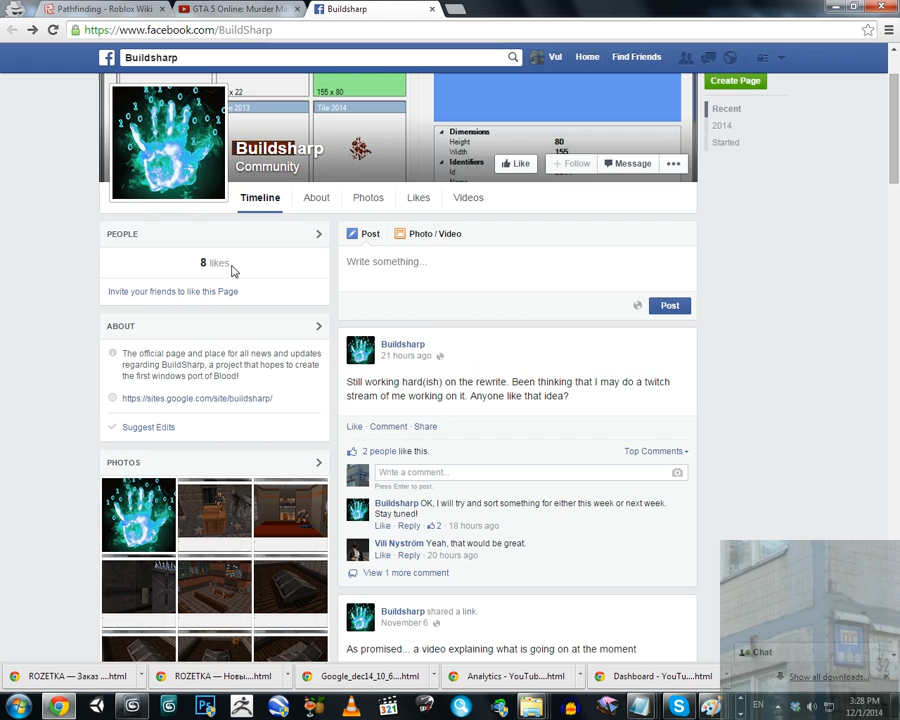 Pathfinding - Roblox Wiki
GTA 5 Online: Murder M
Buildsharp
https://www.facebook.com/BuildSharp
Buildsharp
Vul Home Find Friends
x 22
155 x 80
2013
Tile 2014
Dimensions
Height 80
Width 155
Identifiers
Id
Create Page
Recent
2014
Started
Buildsharp
Community
Like
Follow
Message
Timeline About Photos Likes Videos
PEOPLE
8 likes
Invite your friends to like this Page
ABOUT
The official page and place for all news and updates
regarding BuildSharp, a project that hopes to create
the first windows port of Blood!
https://sites.google.com/site/buildsharp/
Suggest Edits
PHOTOS
Post Photo / Video
Write something...
Post
Buildsharp
21 hours ago
Still working hard(ish) on the rewrite. Been thinking that I may do a twitch
stream of me working on it. Anyone like that idea?
Like · Comment · Share
2 people like this.
Top Comments
Write a comment...
Press Enter to post.
Buildsharp OK, I will try and sort something for either this week or next week.
Stay tuned!
Like · Reply · 2 · 18 hours ago
Vili Nyström Yeah, that would be great.
Like · Reply · 20 hours ago
View 1 more comment
Buildsharp shared a link.
November 6
As promised... a video explaining what is going on at the moment
Chat
ROZETKA — Заказ ....html
ROZETKA — Новы....html
Google_dec14_10_6....html
Analytics - YouTub....html
Dashboard - YouTu....html
Show all downloads...
321
EN
3:28 PM
12/1/2014